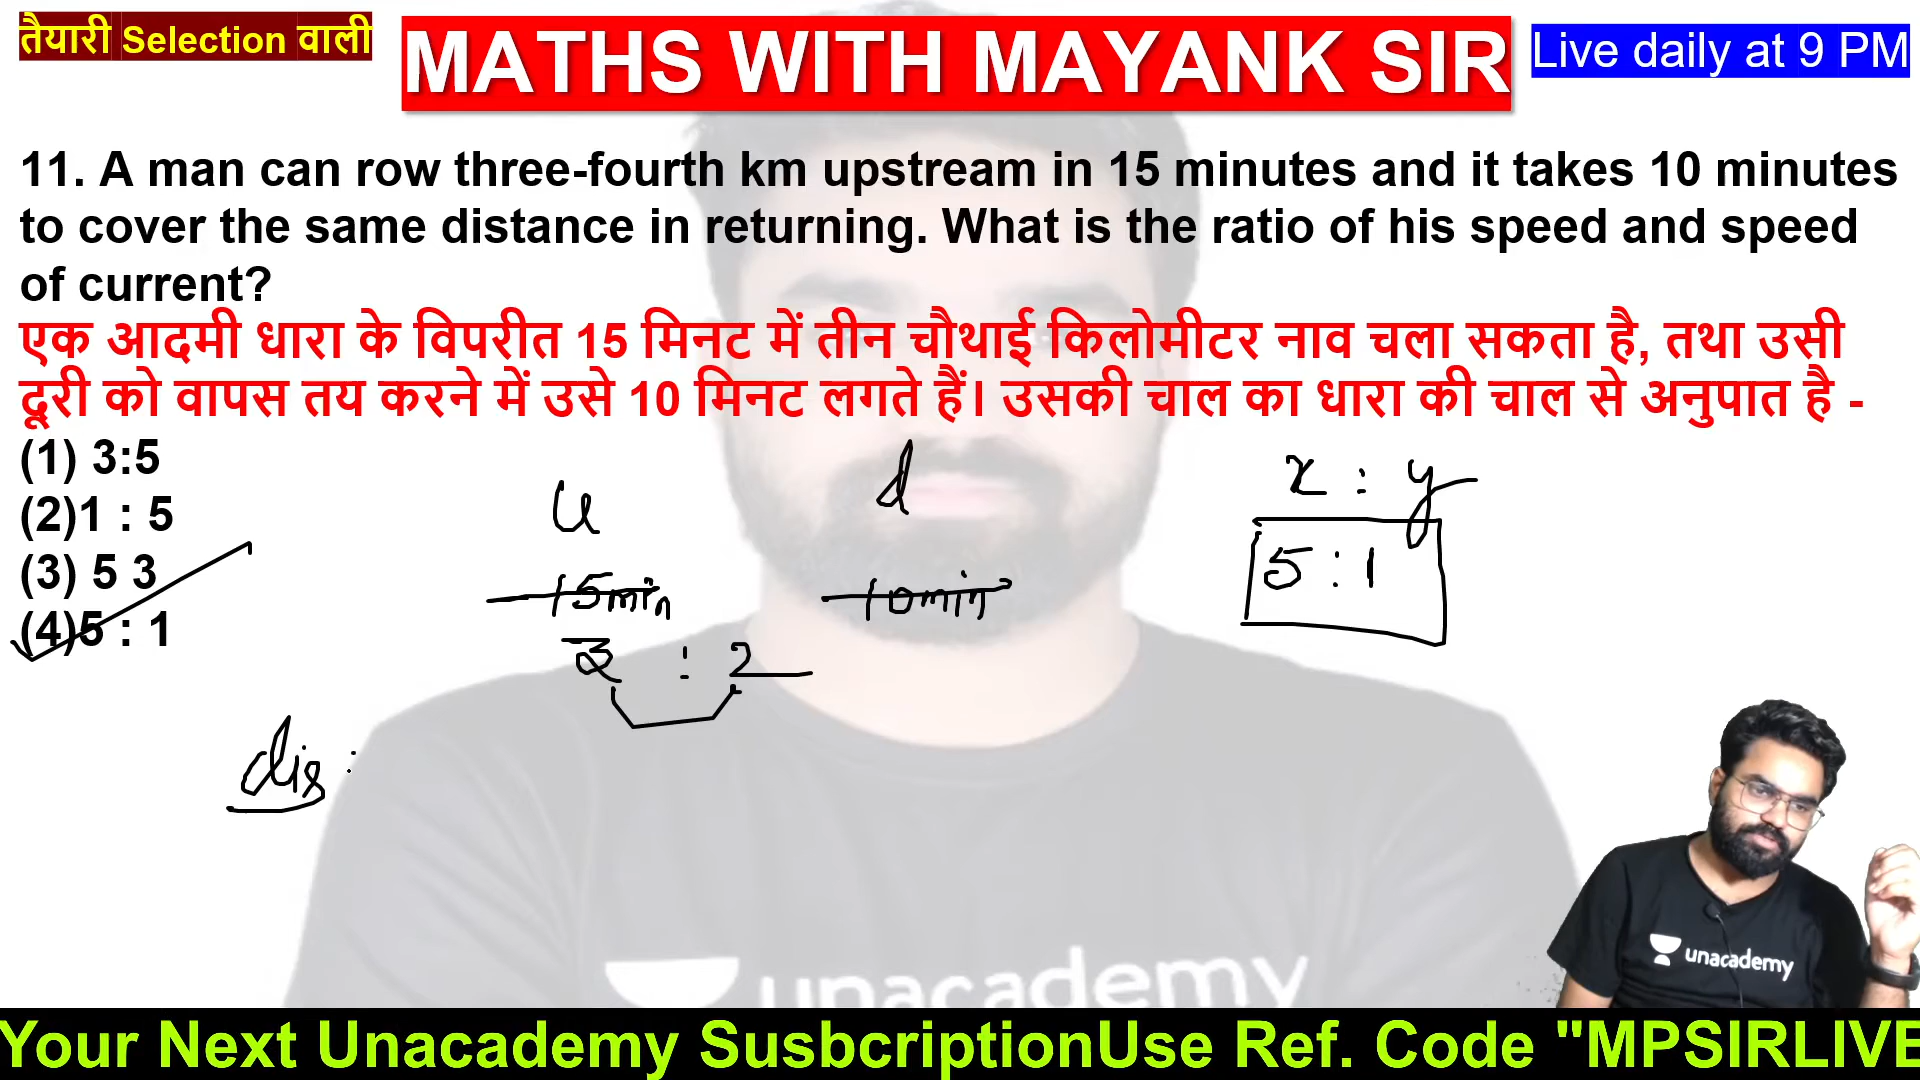 तैयारी Selection वाली
MATHS WITH MAYANK SIR
Live daily at 9 PM
11. A man can row three-fourth km upstream in 15 minutes and it takes 10 minutes
to cover the same distance in returning. What is the ratio of his speed and speed
of current?
एक आदमी धारा के विपरीत 15 मिनट में तीन चौथाई किलोमीटर नाव चला सकता है, तथा उसी
दूरी को वापस तय करने में उसे 10 मिनट लगते हैं। उसकी चाल का धारा की चाल से अनुपात है -
(1) 3:5
(2)1 : 5
(3) 5 3
(4)5 : 1
u d
15min 10min
3 : 2
x : y
5 : 1
dis :
unacademy
unacademy
Your Next Unacademy SusbcriptionUse Ref. Code "MPSIRLIVE